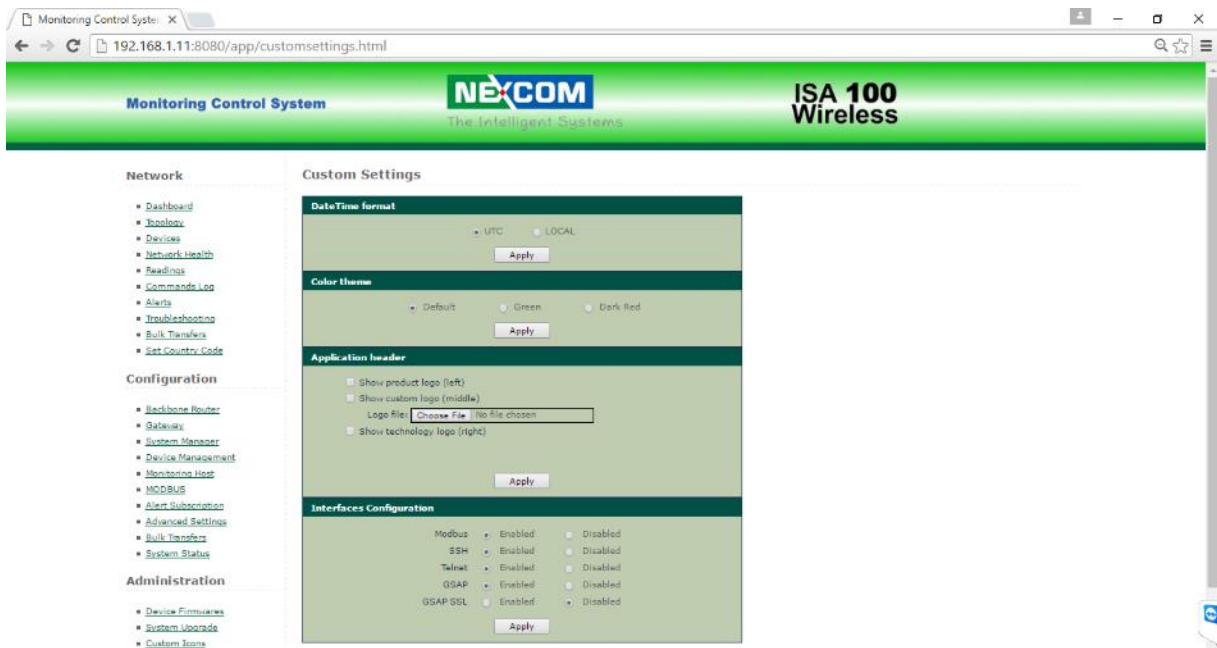 Monitoring Control Syster
192.168.1.11:8080/app/customsettings.html
Monitoring Control System
NEXCOM
The Intelligent Systems
ISA 100
Wireless
Network
Dashboard
Topology
Devices
Network Health
Readings
Commands Log
Alerts
Troubleshooting
Bulk Transfers
Set Country Code
Configuration
Backbone Router
Gateway
System Manager
Device Management
Monitoring Host
MODBUS
Alert Subscription
Advanced Settings
Bulk Transfers
System Status
Administration
Device Firmwares
System Upgrade
Custom Icons
Custom Settings
DateTime format
UTC LOCAL
Apply
Color theme
Default Green Dark Red
Apply
Application header
Show product logo (left)
Show custom logo (middle)
Logo file: Choose File No file chosen
Show technology logo (right)
Apply
Interfaces Configuration
Modbus Enabled Disabled
SSH Enabled Disabled
Telnet Enabled Disabled
GSAP Enabled Disabled
GSAP SSL Enabled Disabled
Apply